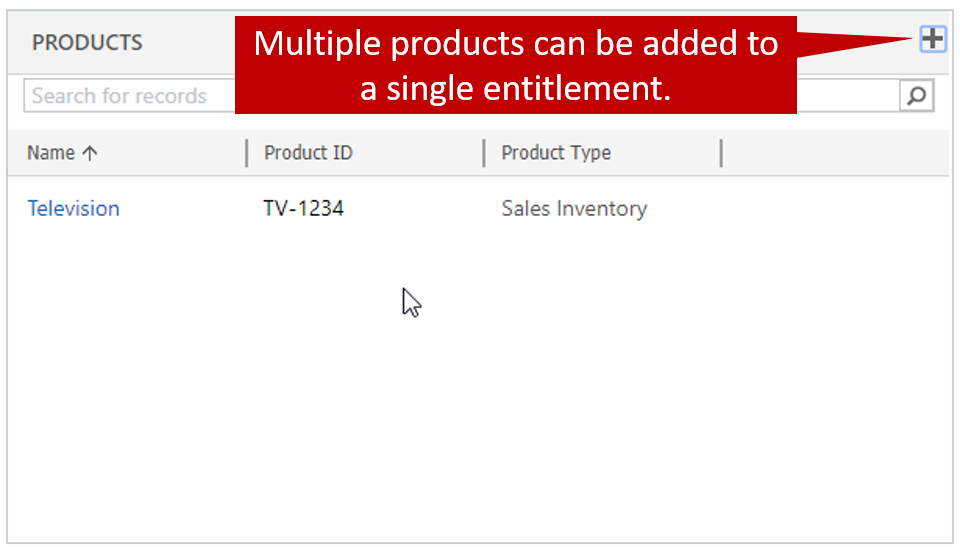 PRODUCTS
Multiple products can be added to
a single entitlement.
Search for records
Name Product ID Product Type
Television TV-1234 Sales Inventory